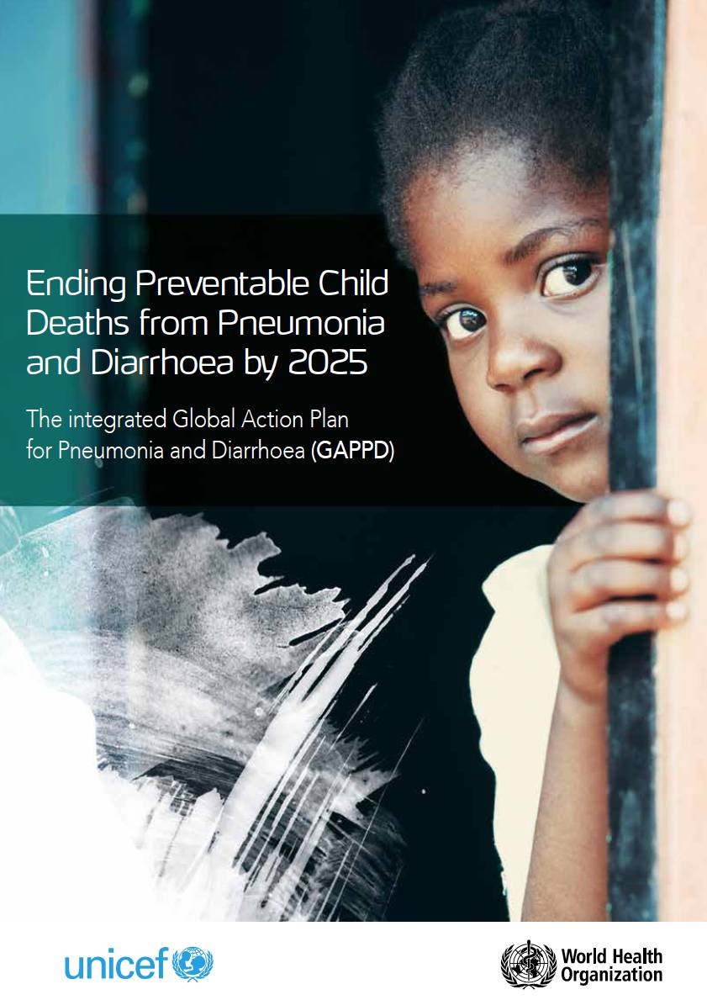 Ending Preventable Child
Deaths from Pneumonia
and Diarrhoea by 2025
The integrated Global Action Plan
for Pneumonia and Diarrhoea (GAPPD)
unicef
World Health
Organization